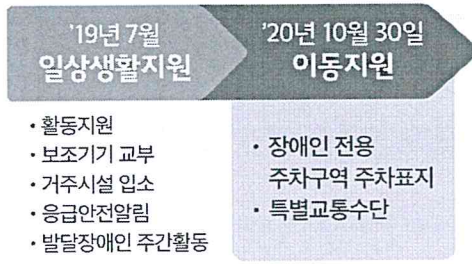 '19년 7월
일상생활지원
• 활동지원
• 보조기기 교부
• 거주시설 입소
• 응급안전알림
• 발달장애인 주간활동
'20년 10월 30일
이동지원
• 장애인 전용
주차구역 주차표지
• 특별교통수단